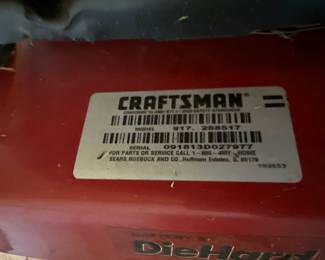 CRAFTSMAN
MODEL 917. 288517
SERIAL 091813D027977
FOR PARTS OR SERVICE CALL 1-800-4MY-HOME
SEARS, ROEBUCK AND CO., Hoffman Estates, IL 60179
DieHard